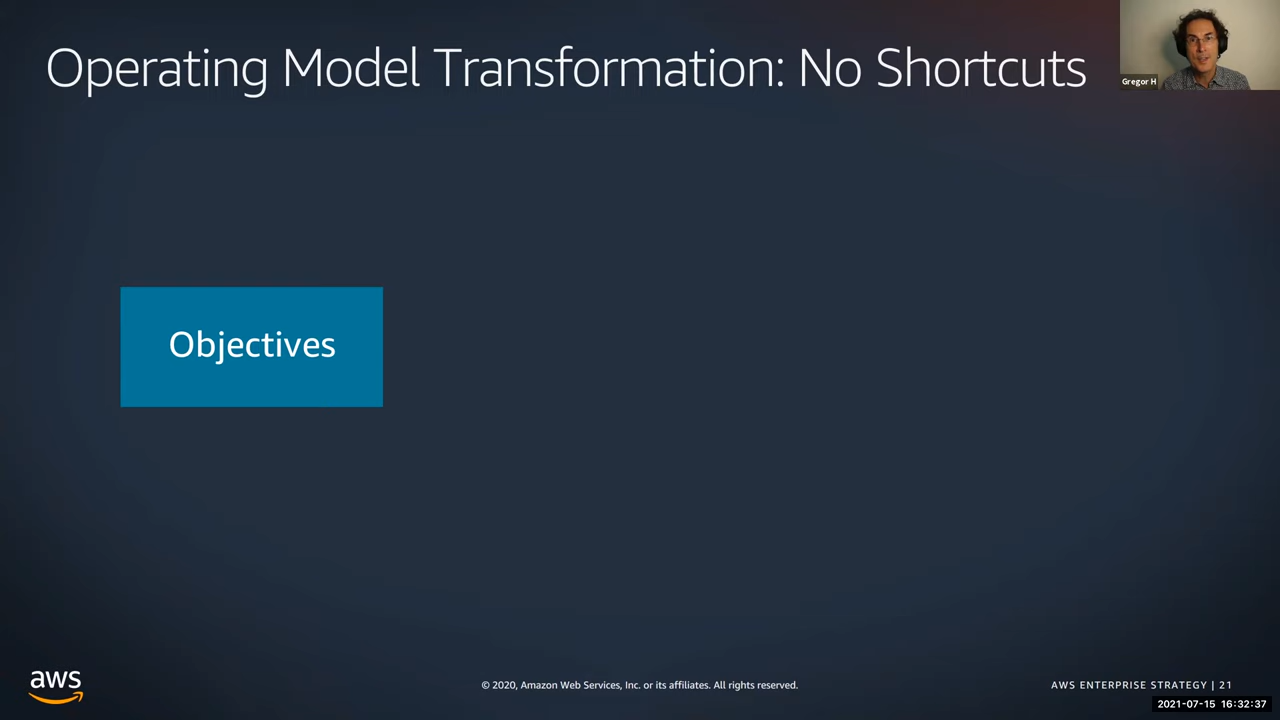 Operating Model Transformation: No Shortcuts
Gregor H
Objectives
aws
© 2020, Amazon Web Services, Inc. or its affiliates. All rights reserved.
AWS ENTERPRISE STRATEGY | 21
2021-07-15 16:32:37